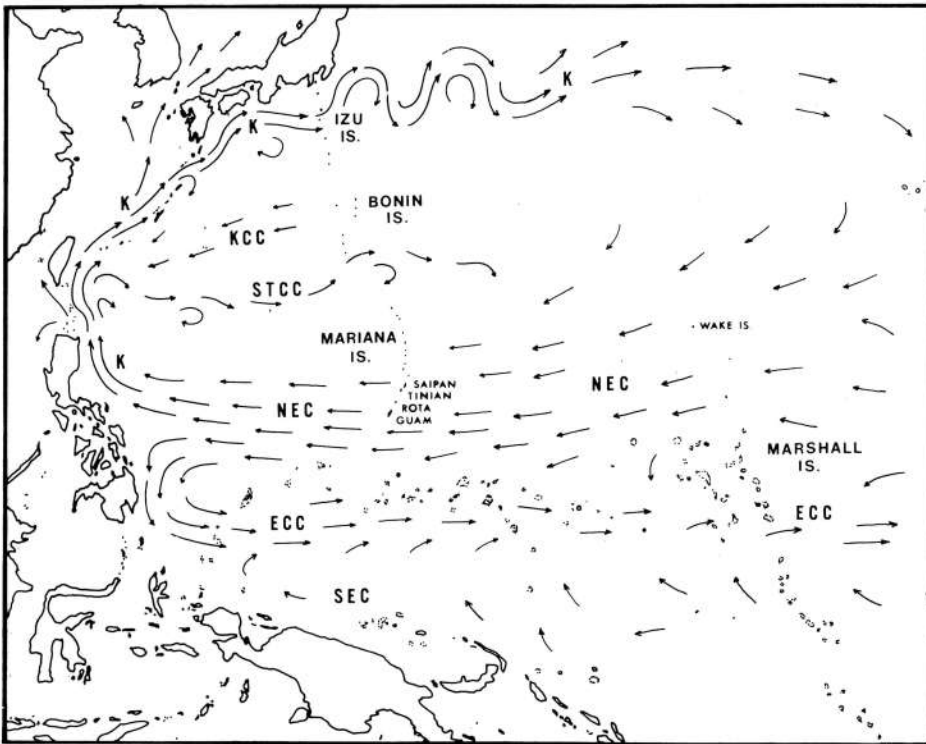 K
K
IZU
IS.
BONIN
IS.
K
KCC
STCC
MARIANA
IS.
WAKE IS.
K
NEC
SAIPAN
TINIAN
ROTA
GUAM
NEC
MARSHALL
IS.
ECC
ECC
SEC